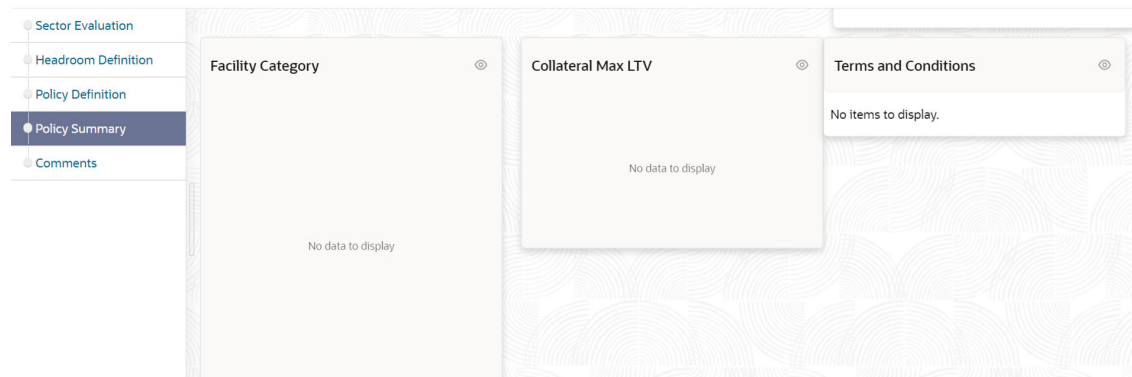 Sector Evaluation
Headroom Definition
Policy Definition
Policy Summary
Comments
Facility Category
No data to display
Collateral Max LTV
No data to display
Terms and Conditions
No items to display.